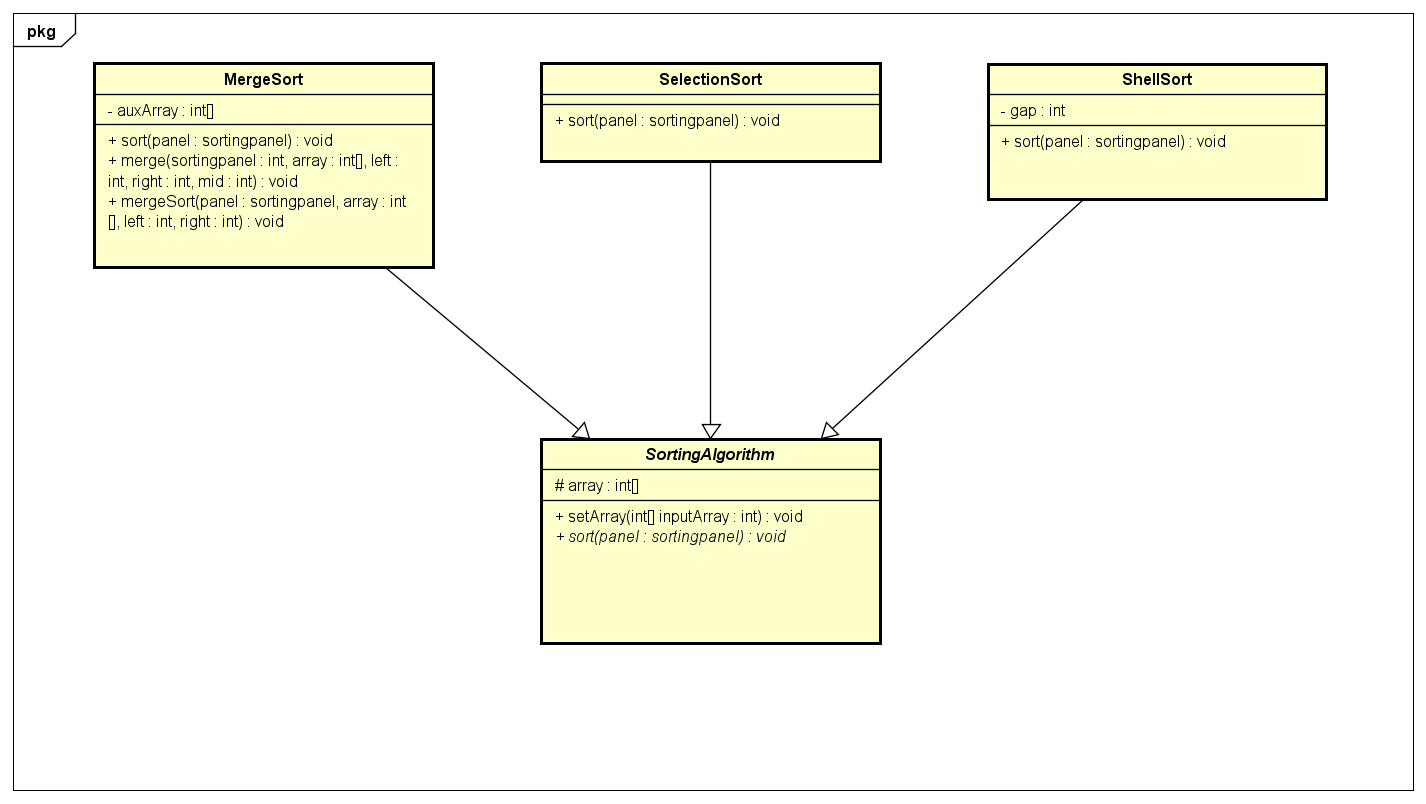 pkg
MergeSort
- auxArray : int[]
+ sort(panel : sortingpanel) : void
+ merge(sortingpanel : int, array : int[], left :
int, right : int, mid : int) : void
+ mergeSort(panel : sortingpanel, array : int
[], left : int, right : int) : void
SelectionSort
+ sort(panel : sortingpanel) : void
ShellSort
- gap : int
+ sort(panel : sortingpanel) : void
SortingAlgorithm
# array : int[]
+ setArray(int[] inputArray : int) : void
+ sort(panel : sortingpanel) : void